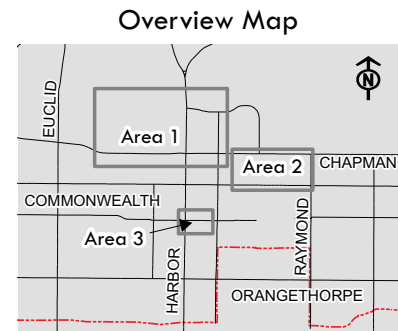 Overview Map
N
EUCLID
Area 1
Area 2
CHAPMAN
COMMONWEALTH
Area 3
HARBOR
RAYMOND
ORANGETHORPE